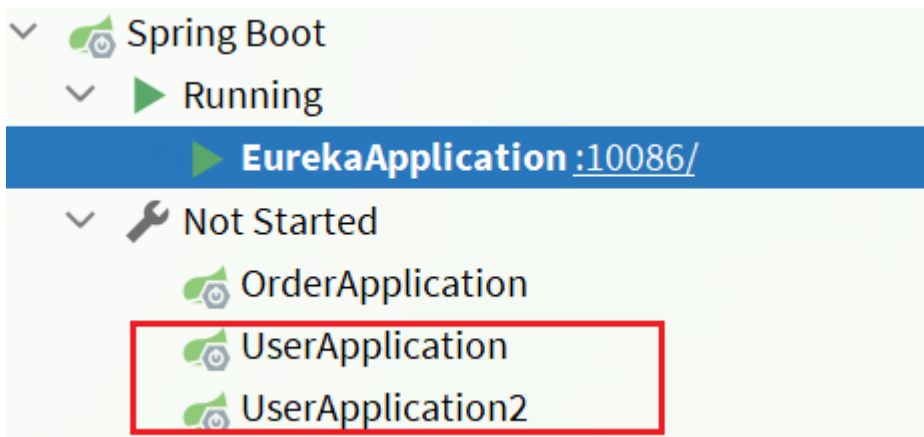 Spring Boot
Running
EurekaApplication :10086/
Not Started
OrderApplication
UserApplication
UserApplication2